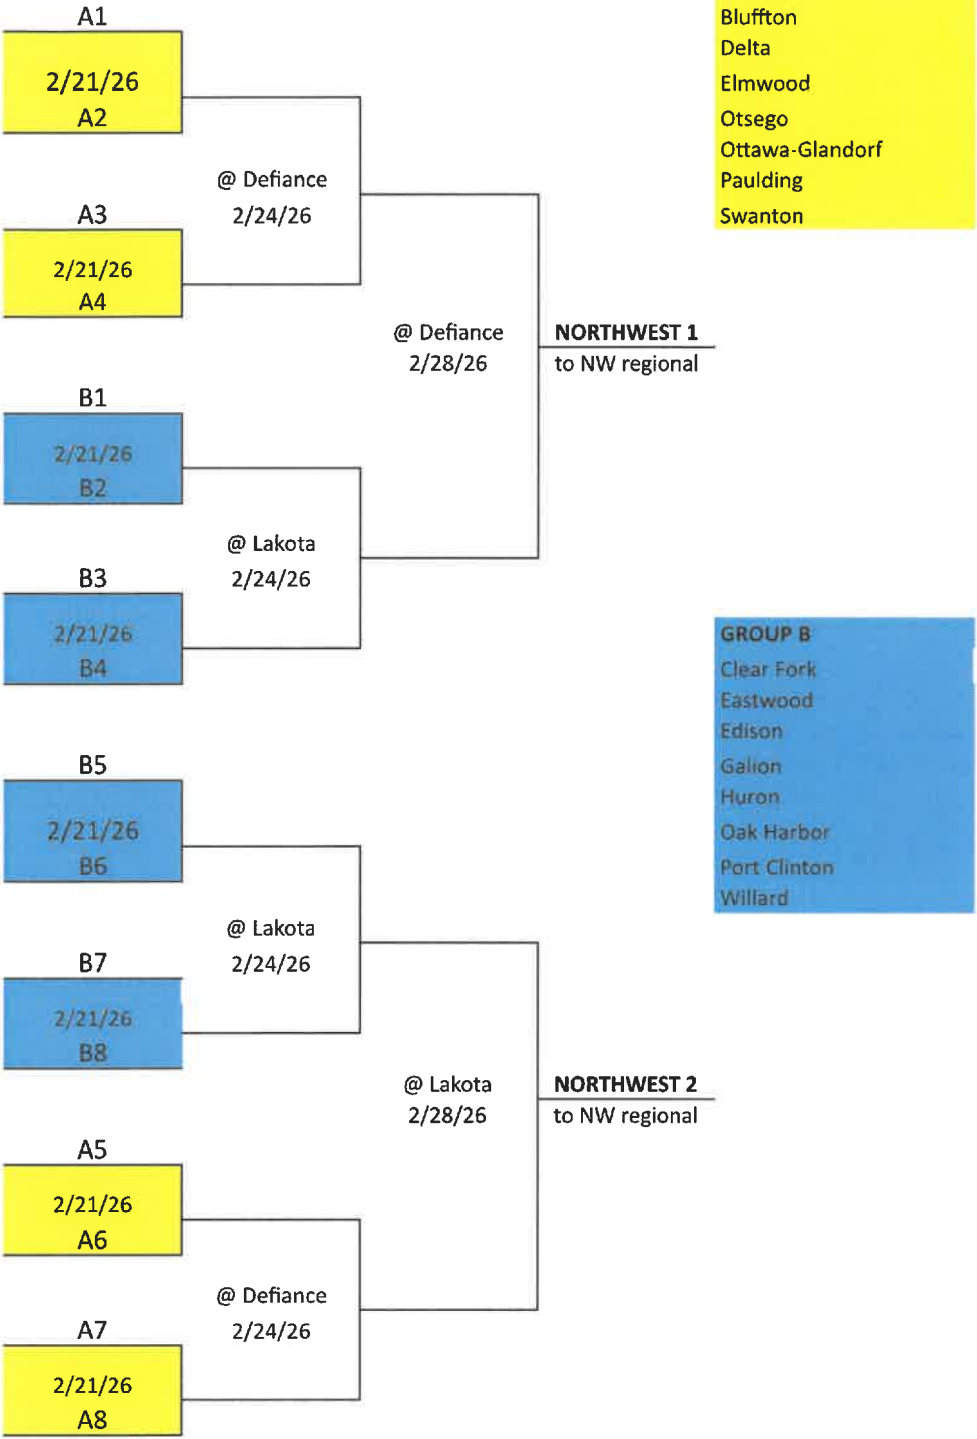 A1
2/21/26
A2
@ Defiance
2/24/26
A3
2/21/26
A4
@ Defiance
2/28/26
NORTHWEST 1
to NW regional
B1
2/21/26
B2
@ Lakota
2/24/26
B3
2/21/26
B4
B5
2/21/26
B6
@ Lakota
2/24/26
B7
2/21/26
B8
@ Lakota
2/28/26
NORTHWEST 2
to NW regional
A5
2/21/26
A6
@ Defiance
2/24/26
A7
2/21/26
A8
Bluffton
Delta
Elmwood
Otsego
Ottawa-Glandorf
Paulding
Swanton
GROUP B
Clear Fork
Eastwood
Edison
Galion
Huron
Oak Harbor
Port Clinton
Willard